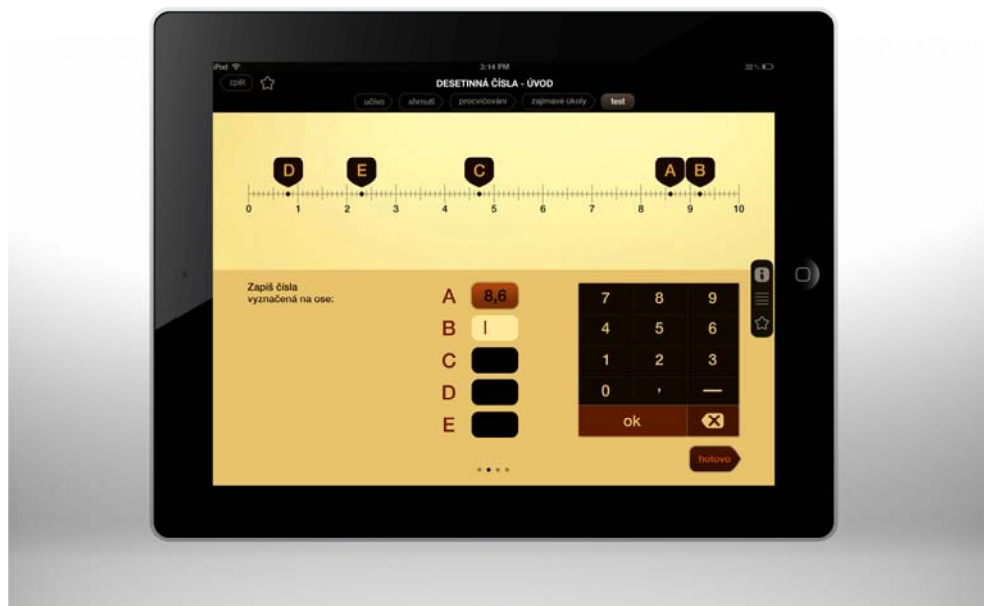 iPod 3:14 PM 32%
zpět DESETINNÁ ČÍSLA - ÚVOD
učivo shrnutí procvičování zajímavé úkoly test
D E C A B
0 1 2 3 4 5 6 7 8 9 10
Zapiš čísla
vyznačená na ose:
A 8,6
B
C
D
E
7 8 9
4 5 6
1 2 3
0 , —
ok
hotovo